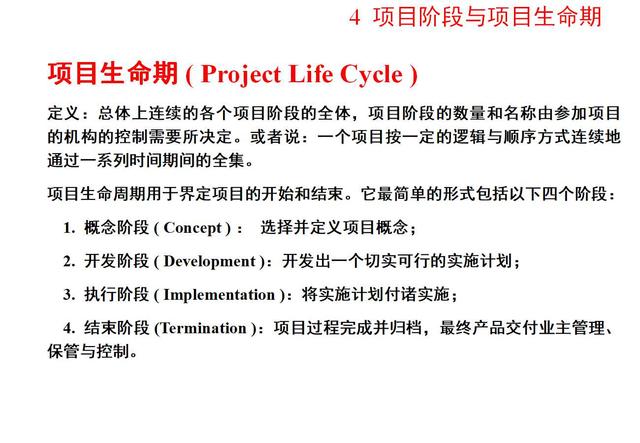 4 项目阶段与项目生命期
项目生命期 ( Project Life Cycle )
定义：总体上连续的各个项目阶段的全体，项目阶段的数量和名称由参加项目
的机构的控制需要所决定。或者说：一个项目按一定的逻辑与顺序方式连续地
通过一系列时间期间的全集。
项目生命周期用于界定项目的开始和结束。它最简单的形式包括以下四个阶段：
1. 概念阶段 ( Concept )： 选择并定义项目概念；
2. 开发阶段 ( Development )：开发出一个切实可行的实施计划；
3. 执行阶段 ( Implementation )：将实施计划付诸实施；
4. 结束阶段 (Termination )：项目过程完成并归档，最终产品交付业主管理、
保管与控制。